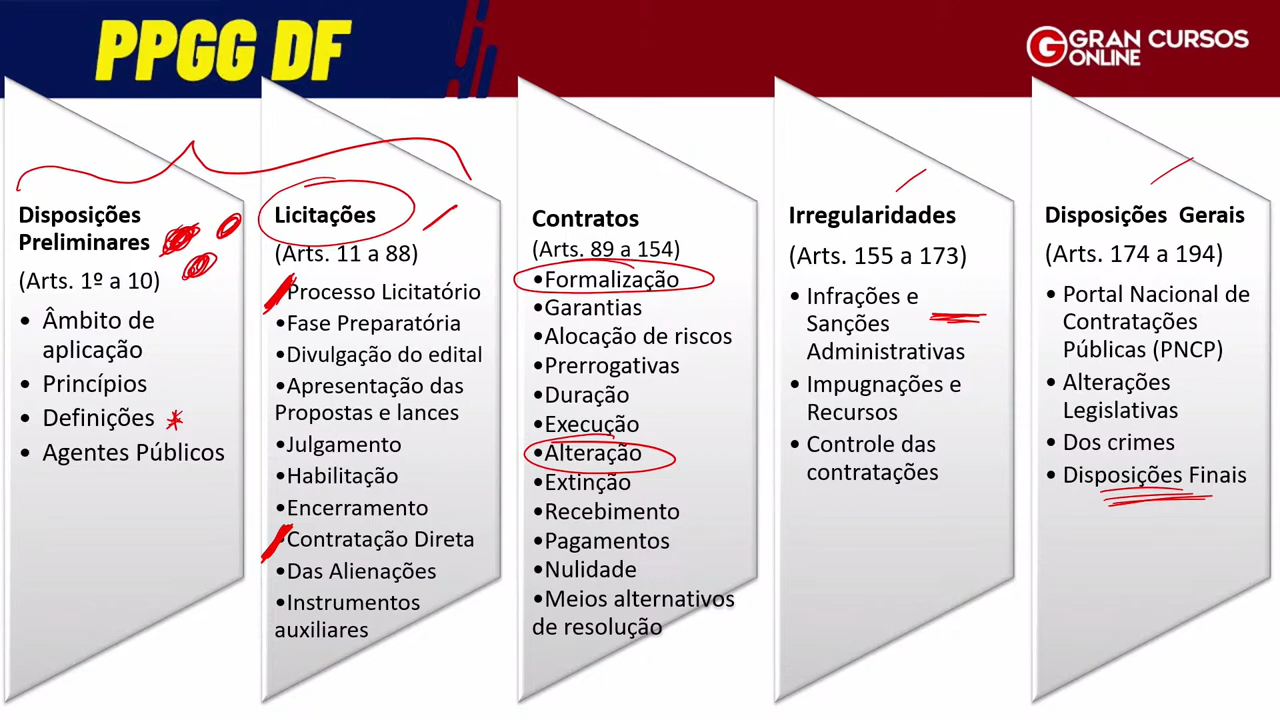 PPGG DF
GRAN CURSOS
ONLINE
Disposições
Preliminares
(Arts. 1º a 10)
• Âmbito de
aplicação
• Princípios
• Definições
• Agentes Públicos
Licitações
(Arts. 11 a 88)
•Processo Licitatório
•Fase Preparatória
•Divulgação do edital
•Apresentação das
Propostas e lances
•Julgamento
•Habilitação
•Encerramento
•Contratação Direta
•Das Alienações
•Instrumentos
auxiliares
Contratos
(Arts. 89 a 154)
•Formalização
•Garantias
•Alocação de riscos
•Prerrogativas
•Duração
•Execução
•Alteração
•Extinção
•Recebimento
•Pagamentos
•Nulidade
•Meios alternativos
de resolução
Irregularidades
(Arts. 155 a 173)
• Infrações e
Sanções
Administrativas
• Impugnações e
Recursos
• Controle das
contratações
Disposições Gerais
(Arts. 174 a 194)
• Portal Nacional de
Contratações
Públicas (PNCP)
• Alterações
Legislativas
• Dos crimes
• Disposições Finais